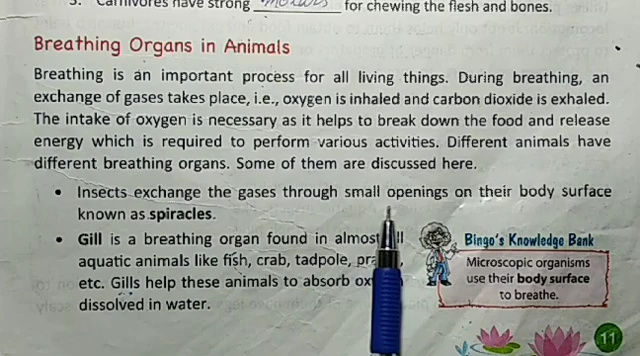 5. Carnivores have strong molars for chewing the flesh and bones.
Breathing Organs in Animals
Breathing is an important process for all living things. During breathing, an
exchange of gases takes place, i.e., oxygen is inhaled and carbon dioxide is exhaled.
The intake of oxygen is necessary as it helps to break down the food and release
energy which is required to perform various activities. Different animals have
different breathing organs. Some of them are discussed here.
• Insects exchange the gases through small openings on their body surface
known as spiracles.
• Gill is a breathing organ found in almost
aquatic animals like fish, crab, tadpole,
etc. Gills help these animals to absorb
dissolved in water.
Bingo's Knowledge Bank
Microscopic organisms
use their body surface
to breathe.
11